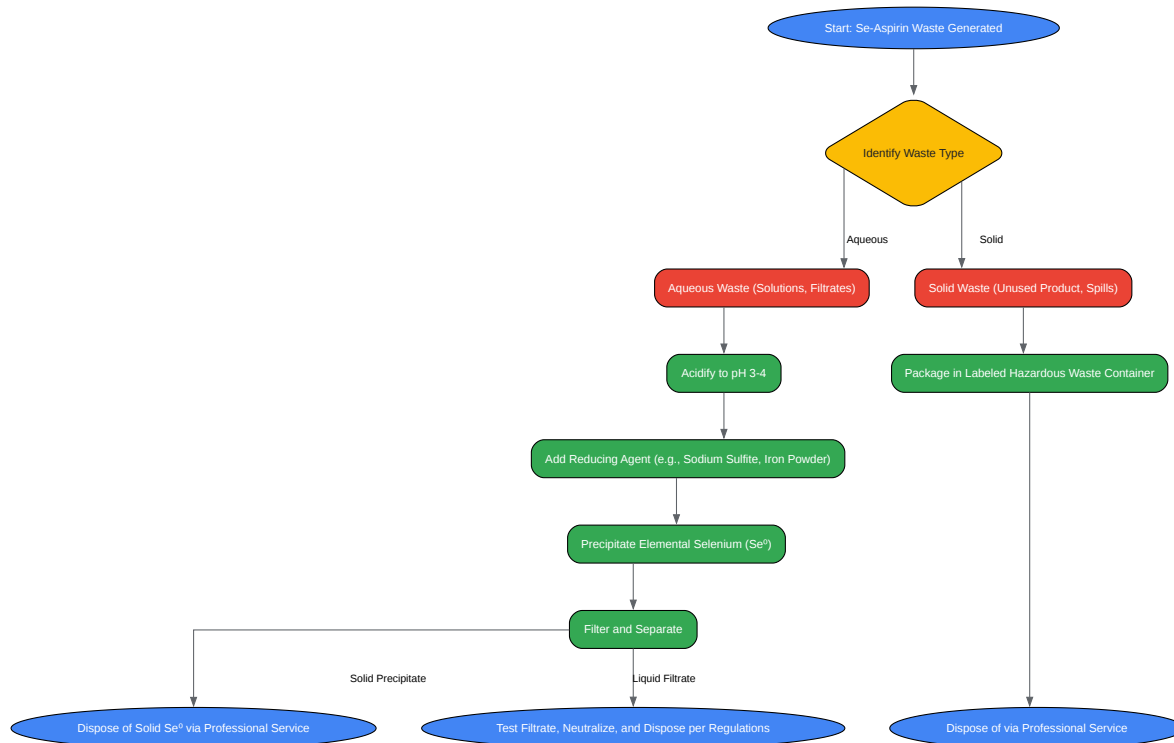 Start: Se-Aspirin Waste Generated
Identify Waste Type
Aqueous
Solid
Aqueous Waste (Solutions, Filtrates)
Solid Waste (Unused Product, Spills)
Acidify to pH 3-4
Package in Labeled Hazardous Waste Container
Add Reducing Agent (e.g., Sodium Sulfite, Iron Powder)
Precipitate Elemental Selenium (Se⁰)
Filter and Separate
Solid Precipitate
Liquid Filtrate
Dispose of Solid Se⁰ via Professional Service
Test Filtrate, Neutralize, and Dispose per Regulations
Dispose of via Professional Service